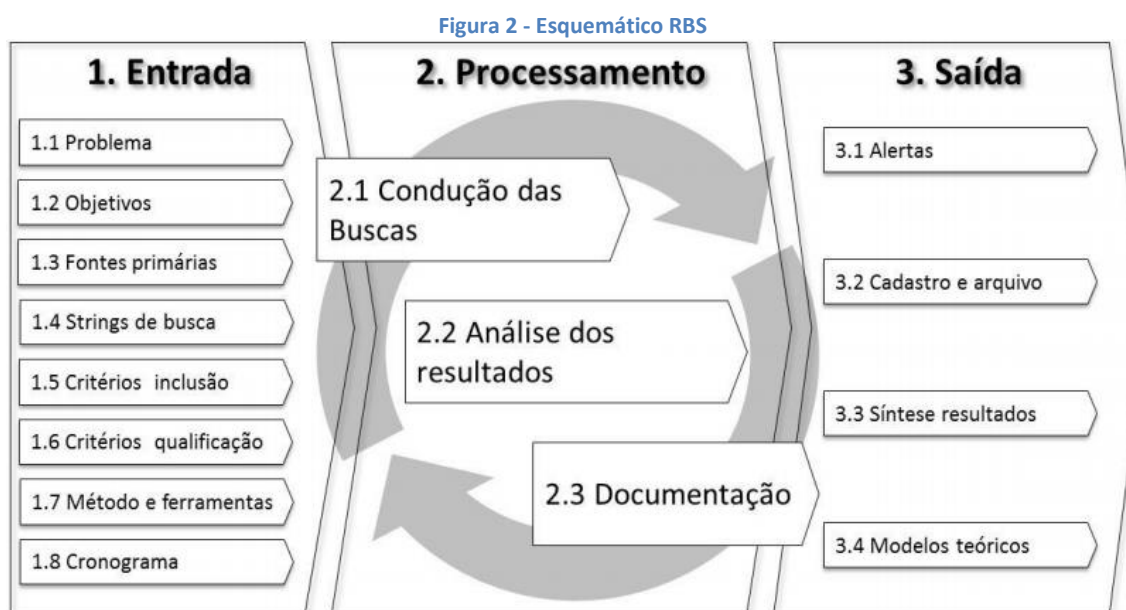 Figura 2 - Esquemático RBS
1. Entrada
1.1 Problema
1.2 Objetivos
1.3 Fontes primárias
1.4 Strings de busca
1.5 Critérios inclusão
1.6 Critérios qualificação
1.7 Método e ferramentas
1.8 Cronograma
2. Processamento
2.1 Condução das
Buscas
2.2 Análise dos
resultados
2.3 Documentação
3. Saída
3.1 Alertas
3.2 Cadastro e arquivo
3.3 Síntese resultados
3.4 Modelos teóricos